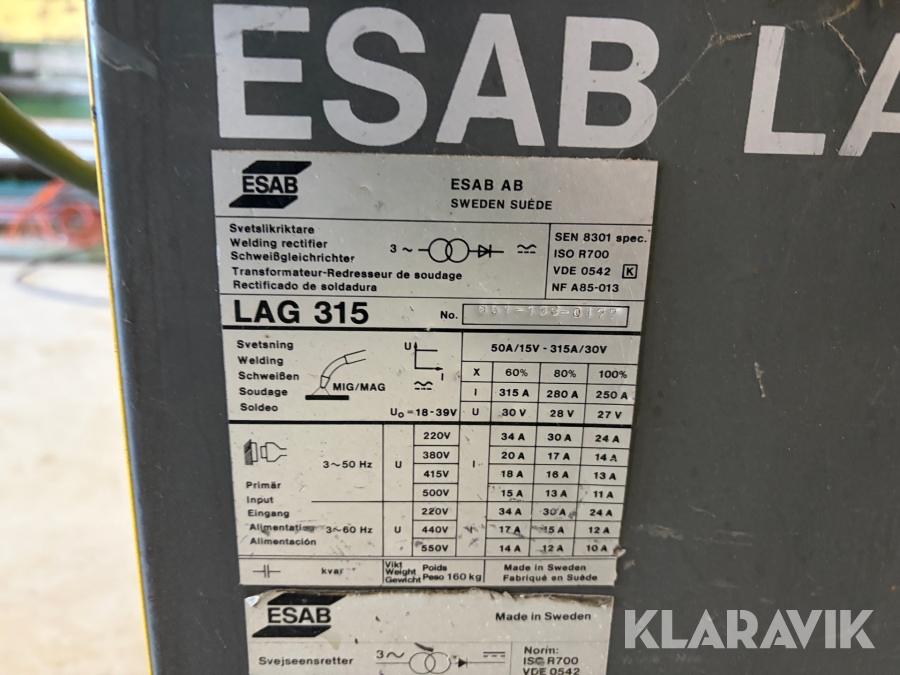 ESAB LA
ESAB
ESAB AB
SWEDEN SUÉDE
Svetslikriktare
Welding rectifier
Schweißgleichrichter
Transformateur-Redresseur de soudage
Rectificado de soldadura
3 ~
SEN 8301 spec.
ISO R700
VDE 0542 K
NF A85-013
LAG 315 No.
Svetsning
Welding
Schweißen
Soudage
Soldeo
MIG/MAG
U
I
U₀ = 18-39V
50A/15V - 315A/30V
X 60% 80% 100%
I 315 A 280 A 250 A
U 30 V 28 V 27 V
Primär
Input
Eingang
Alimentation
Alimentación
3~50 Hz U I
220V 34 A 30 A 24 A
380V 20 A 17 A 14 A
415V 18 A 16 A 13 A
500V 15 A 13 A 11 A
3~60 Hz U
220V 34 A 30 A 24 A
440V 17 A 15 A 12 A
550V 14 A 12 A 10 A
kvar
Vikt Poids
Weight
Gewicht Peso 160 kg
Made in Sweden
Fabriqué en Suède
ESAB
Made in Sweden
Svejseensretter
3~
Norm:
ISO R700
VDE 0542
KLARAVIK